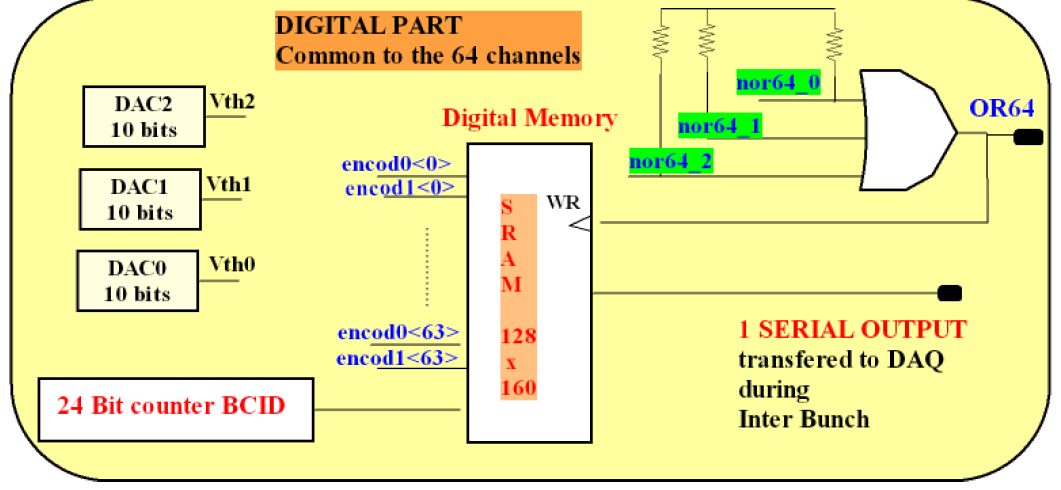 DIGITAL PART
Common to the 64 channels
DAC2
10 bits
Vth2
DAC1
10 bits
Vth1
DAC0
10 bits
Vth0
Digital Memory
encod0<0>
encod1<0>
encod0<63>
encod1<63>
24 Bit counter BCID
S
R
A
M
128
x
160
WR
nor64_0
nor64_1
nor64_2
OR64
1 SERIAL OUTPUT
transfered to DAQ
during
Inter Bunch